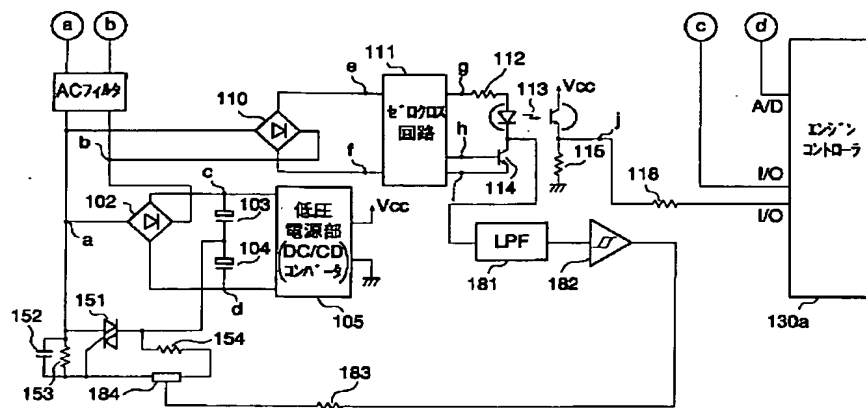 a b c d
ACフィルタ
110
b
e
f
111
ゼロクロス
回路
g
112
h
i
113
114
Vcc
j
115
118
A/D
I/O
I/O
エンジン
コントローラ
130a
102
a
c
103
104
d
低圧
電源部
(DC/CD
コンバータ)
Vcc
105
LPF
181
182
151
152
153
154
184
183